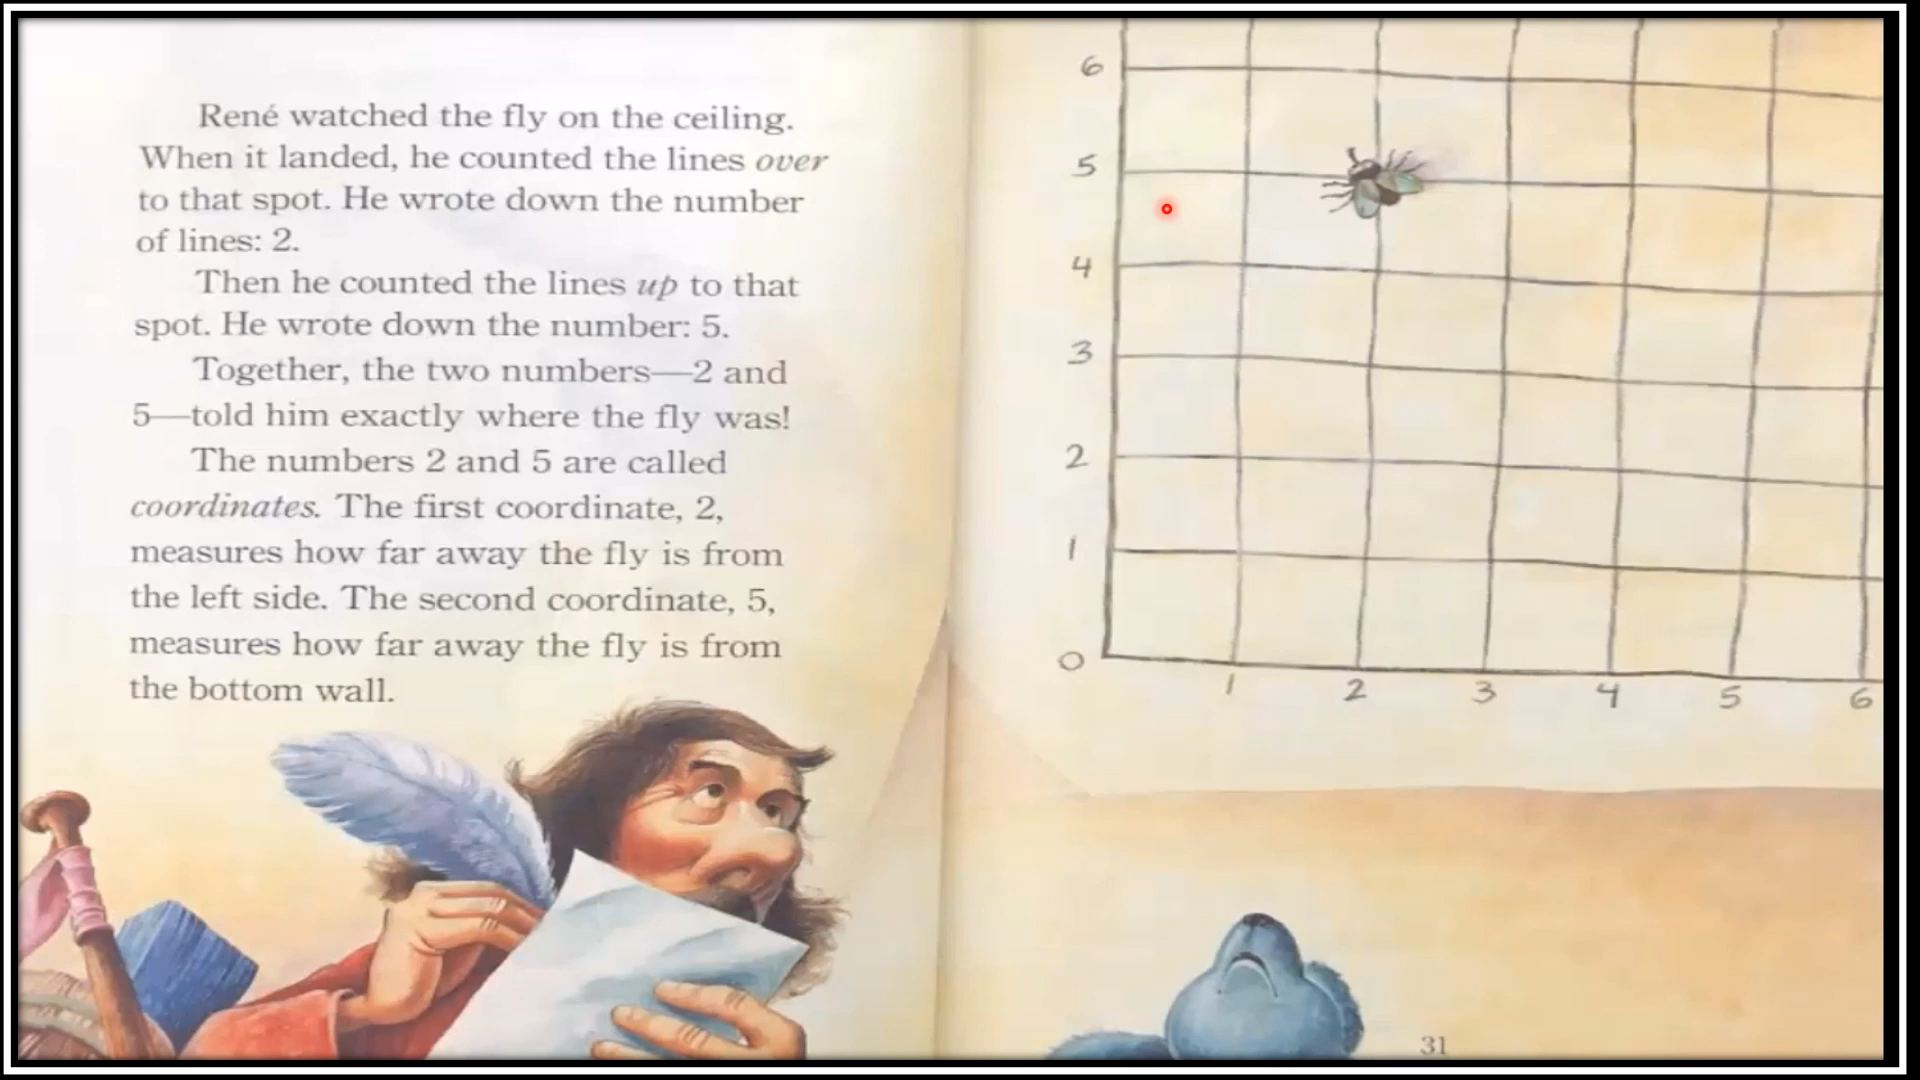 René watched the fly on the ceiling.
When it landed, he counted the lines over
to that spot. He wrote down the number
of lines: 2.
Then he counted the lines up to that
spot. He wrote down the number: 5.
Together, the two numbers—2 and
5—told him exactly where the fly was!
The numbers 2 and 5 are called
coordinates. The first coordinate, 2,
measures how far away the fly is from
the left side. The second coordinate, 5,
measures how far away the fly is from
the bottom wall.
6
5
4
3
2
1
0
1 2 3 4 5 6
31